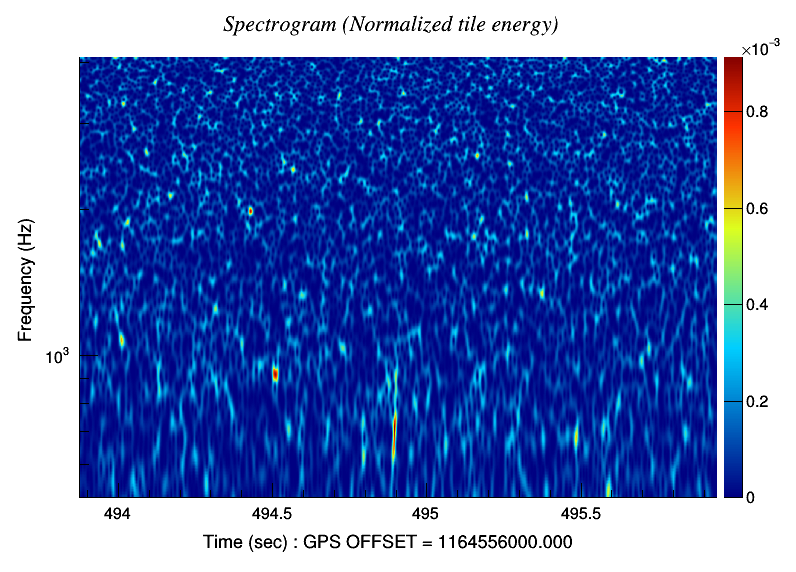 Spectrogram (Normalized tile energy)
×10⁻³
0.8
0.6
0.4
0.2
0
Frequency (Hz)
10³
494 494.5 495 495.5
Time (sec) : GPS OFFSET = 1164556000.000